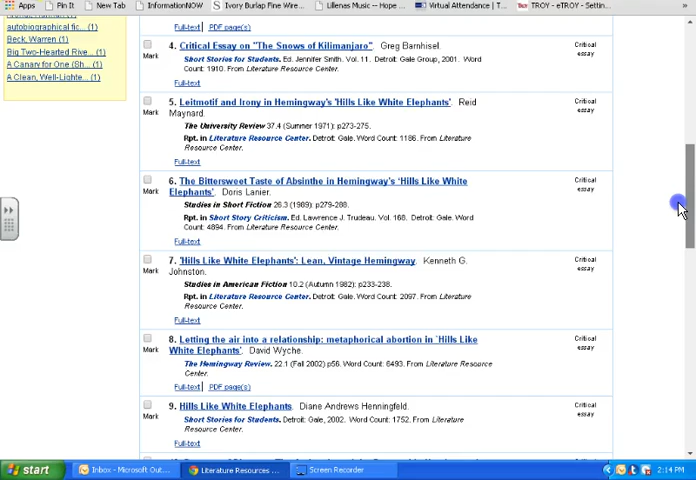 Apps Pin It New Tab InformationNOW Ivory Burlap Fine Wire... Lillenas Music -- Hope ... Virtual Attendance | T... TROY - eTROY - Settin...
autobiographical fic... (1)
Beck, Warren (1)
Big Two-Hearted Rive... (1)
A Canary for One (Sh... (1)
A Clean, Well-Lighte... (1)
Full-text | PDF page(s)
4. Critical Essay on "The Snows of Kilimanjaro". Greg Barnhisel.
Mark
Critical essay
Short Stories for Students. Ed. Jennifer Smith. Vol. 11. Detroit: Gale Group, 2001. Word
Count: 1910. From Literature Resource Center.
Full-text
5. Leitmotif and Irony in Hemingway's 'Hills Like White Elephants'. Reid
Maynard.
Mark
Critical essay
The University Review 37.4 (Summer 1971): p273-275.
Rpt. in Literature Resource Center. Detroit: Gale. Word Count: 1186. From Literature
Resource Center.
Full-text
6. The Bittersweet Taste of Absinthe in Hemingway's 'Hills Like White
Elephants'. Doris Lanier.
Mark
Critical essay
Studies in Short Fiction 26.3 (1989): p279-288.
Rpt. in Short Story Criticism. Ed. Lawrence J. Trudeau. Vol. 168. Detroit: Gale. Word
Count: 4894. From Literature Resource Center.
Full-text
7. 'Hills Like White Elephants': Lean, Vintage Hemingway. Kenneth G.
Johnston.
Mark
Critical essay
Studies in American Fiction 10.2 (Autumn 1982): p233-238.
Rpt. in Literature Resource Center. Detroit: Gale. Word Count: 2097. From Literature
Resource Center.
Full-text
8. Letting the air into a relationship: metaphorical abortion in `Hills Like
White Elephants'. David Wyche.
Mark
Critical essay
The Hemingway Review. 22.1 (Fall 2002) p56. Word Count: 6493. From Literature Resource
Center.
Full-text | PDF page(s)
9. Hills Like White Elephants. Diane Andrews Henningfeld.
Mark
Critical essay
Short Stories for Students. Detroit: Gale, 2002. Word Count: 1752. From Literature
Resource Center.
Full-text
start Inbox - Microsoft Out... Literature Resources ... Screen Recorder 2:14 PM